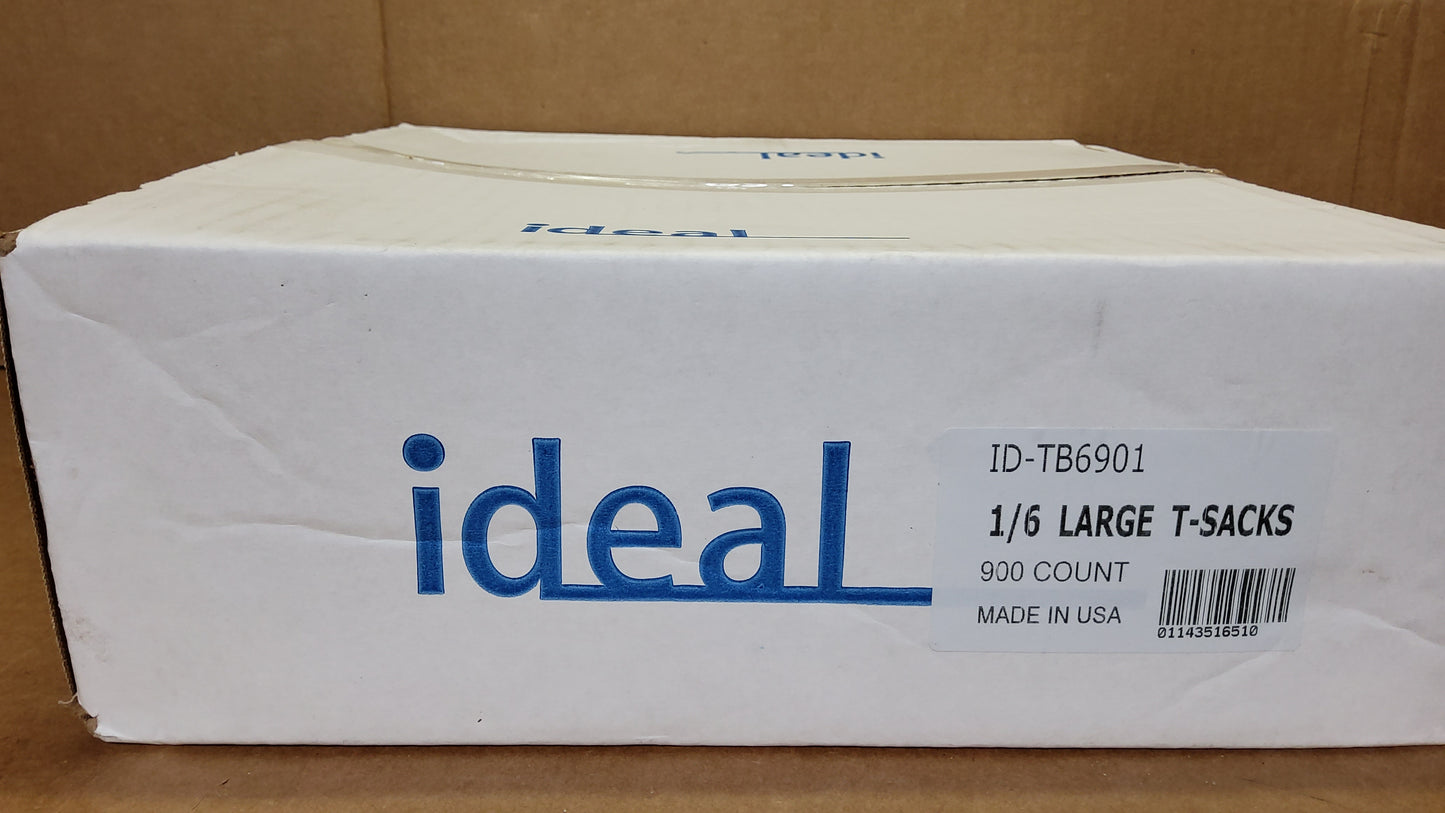 ideal
ideal
ideal
ID-TB6901
1/6 LARGE T-SACKS
900 COUNT
MADE IN USA
01143516510